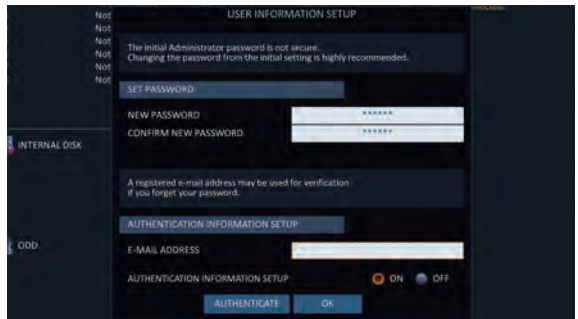 USER INFORMATION SETUP
Not
Not
Not
Not
Not
Not
The initial Administrator password is not secure.
Changing the password from the initial setting is highly recommended.
SET PASSWORD
NEW PASSWORD ******
CONFIRM NEW PASSWORD ******
INTERNAL DISK
A registered e-mail address may be used for verification
if you forget your password.
AUTHENTICATION INFORMATION SETUP
ODD
E-MAIL ADDRESS
AUTHENTICATION INFORMATION SETUP ON OFF
AUTHENTICATE OK